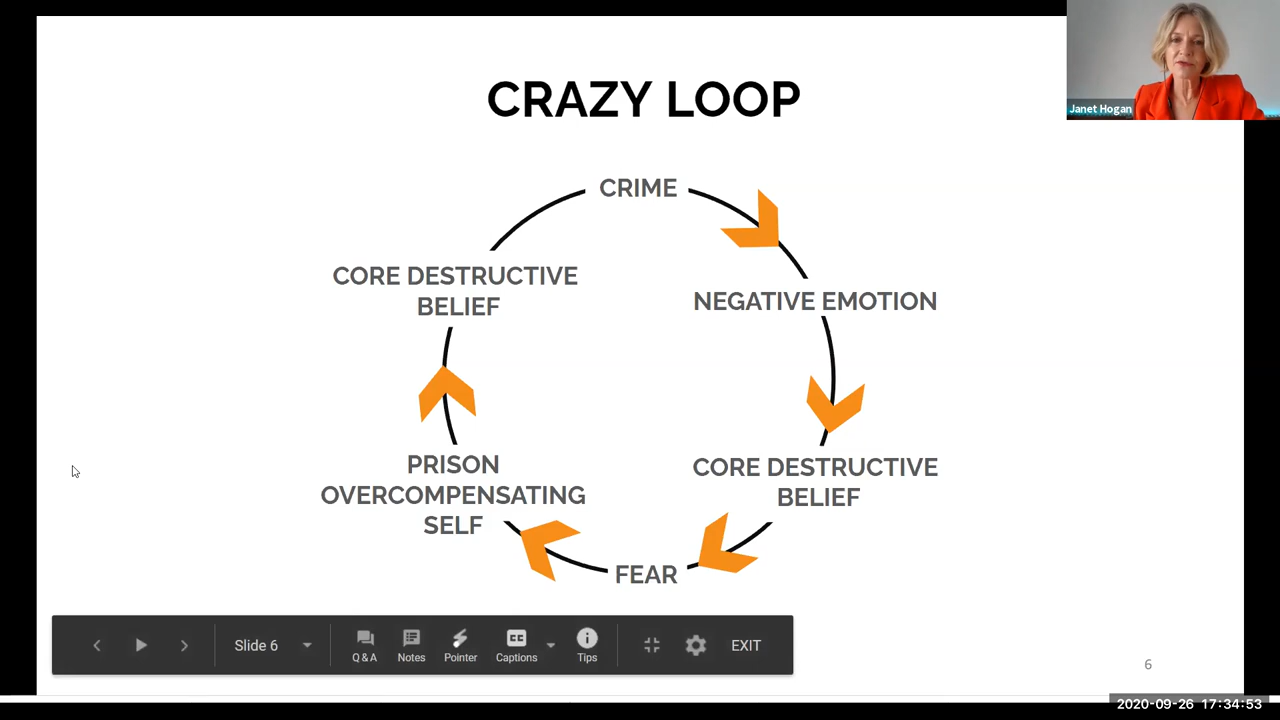 CRAZY LOOP
Janet Hogan
CRIME
NEGATIVE EMOTION
CORE DESTRUCTIVE
BELIEF
FEAR
PRISON
OVERCOMPENSATING
SELF
CORE DESTRUCTIVE
BELIEF
Slide 6
Q & A
Notes
Pointer
CC
Captions
Tips
EXIT
6
2020-09-26 17:34:53